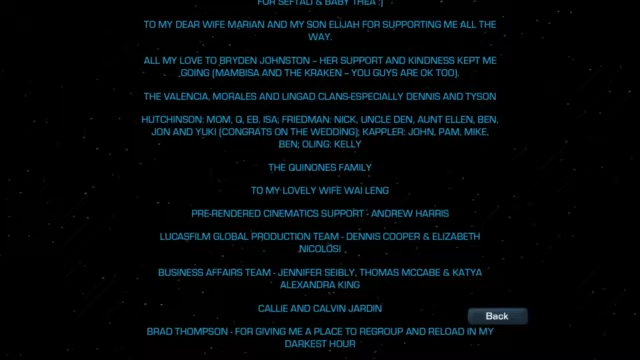 FOR SEFTALI & BABY THEA :]
TO MY DEAR WIFE MARIAN AND MY SON ELIJAH FOR SUPPORTING ME ALL THE
WAY.
ALL MY LOVE TO BRYDEN JOHNSTON – HER SUPPORT AND KINDNESS KEPT ME
GOING (MAMBISA AND THE KRAKEN – YOU GUYS ARE OK TOO).
THE VALENCIA, MORALES AND LINGAD CLANS-ESPECIALLY DENNIS AND TYSON
HUTCHINSON: MOM, Q, EB, ISA; FRIEDMAN: NICK, UNCLE DEN, AUNT ELLEN, BEN,
JON AND YUKI (CONGRATS ON THE WEDDING); KAPPLER: JOHN, PAM, MIKE,
BEN; OLING: KELLY
THE QUINONES FAMILY
TO MY LOVELY WIFE WAI LENG
PRE-RENDERED CINEMATICS SUPPORT - ANDREW HARRIS
LUCASFILM GLOBAL PRODUCTION TEAM - DENNIS COOPER & ELIZABETH
NICOLOSI
BUSINESS AFFAIRS TEAM - JENNIFER SEIBLY, THOMAS MCCABE & KATYA
ALEXANDRA KING
CALLIE AND CALVIN JARDIN
Back
BRAD THOMPSON - FOR GIVING ME A PLACE TO REGROUP AND RELOAD IN MY
DARKEST HOUR